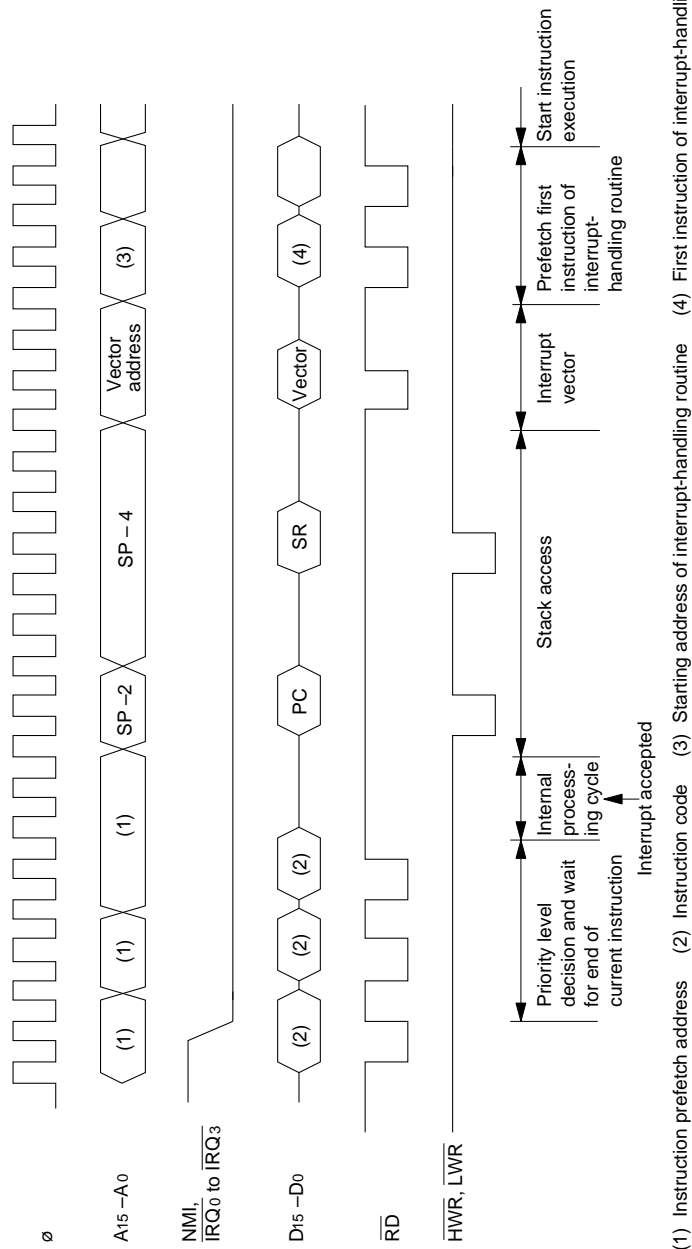 ø
A15 –A0
(1)
(1)
(1)
SP –2
SP – 4
Vector
address
(3)
NMI,
IRQ0 to IRQ3
D15 –D0
(2)
(2)
(2)
PC
SR
Vector
(4)
RD
HWR, LWR
Priority level
decision and wait
for end of
current instruction
Internal
process-
ing cycle
Stack access
Interrupt
vector
Prefetch first
instruction of
interrupt-
handling routine
Start instruction
execution
Interrupt accepted
(1) Instruction prefetch address (2) Instruction code (3) Starting address of interrupt-handling routine (4) First instruction of